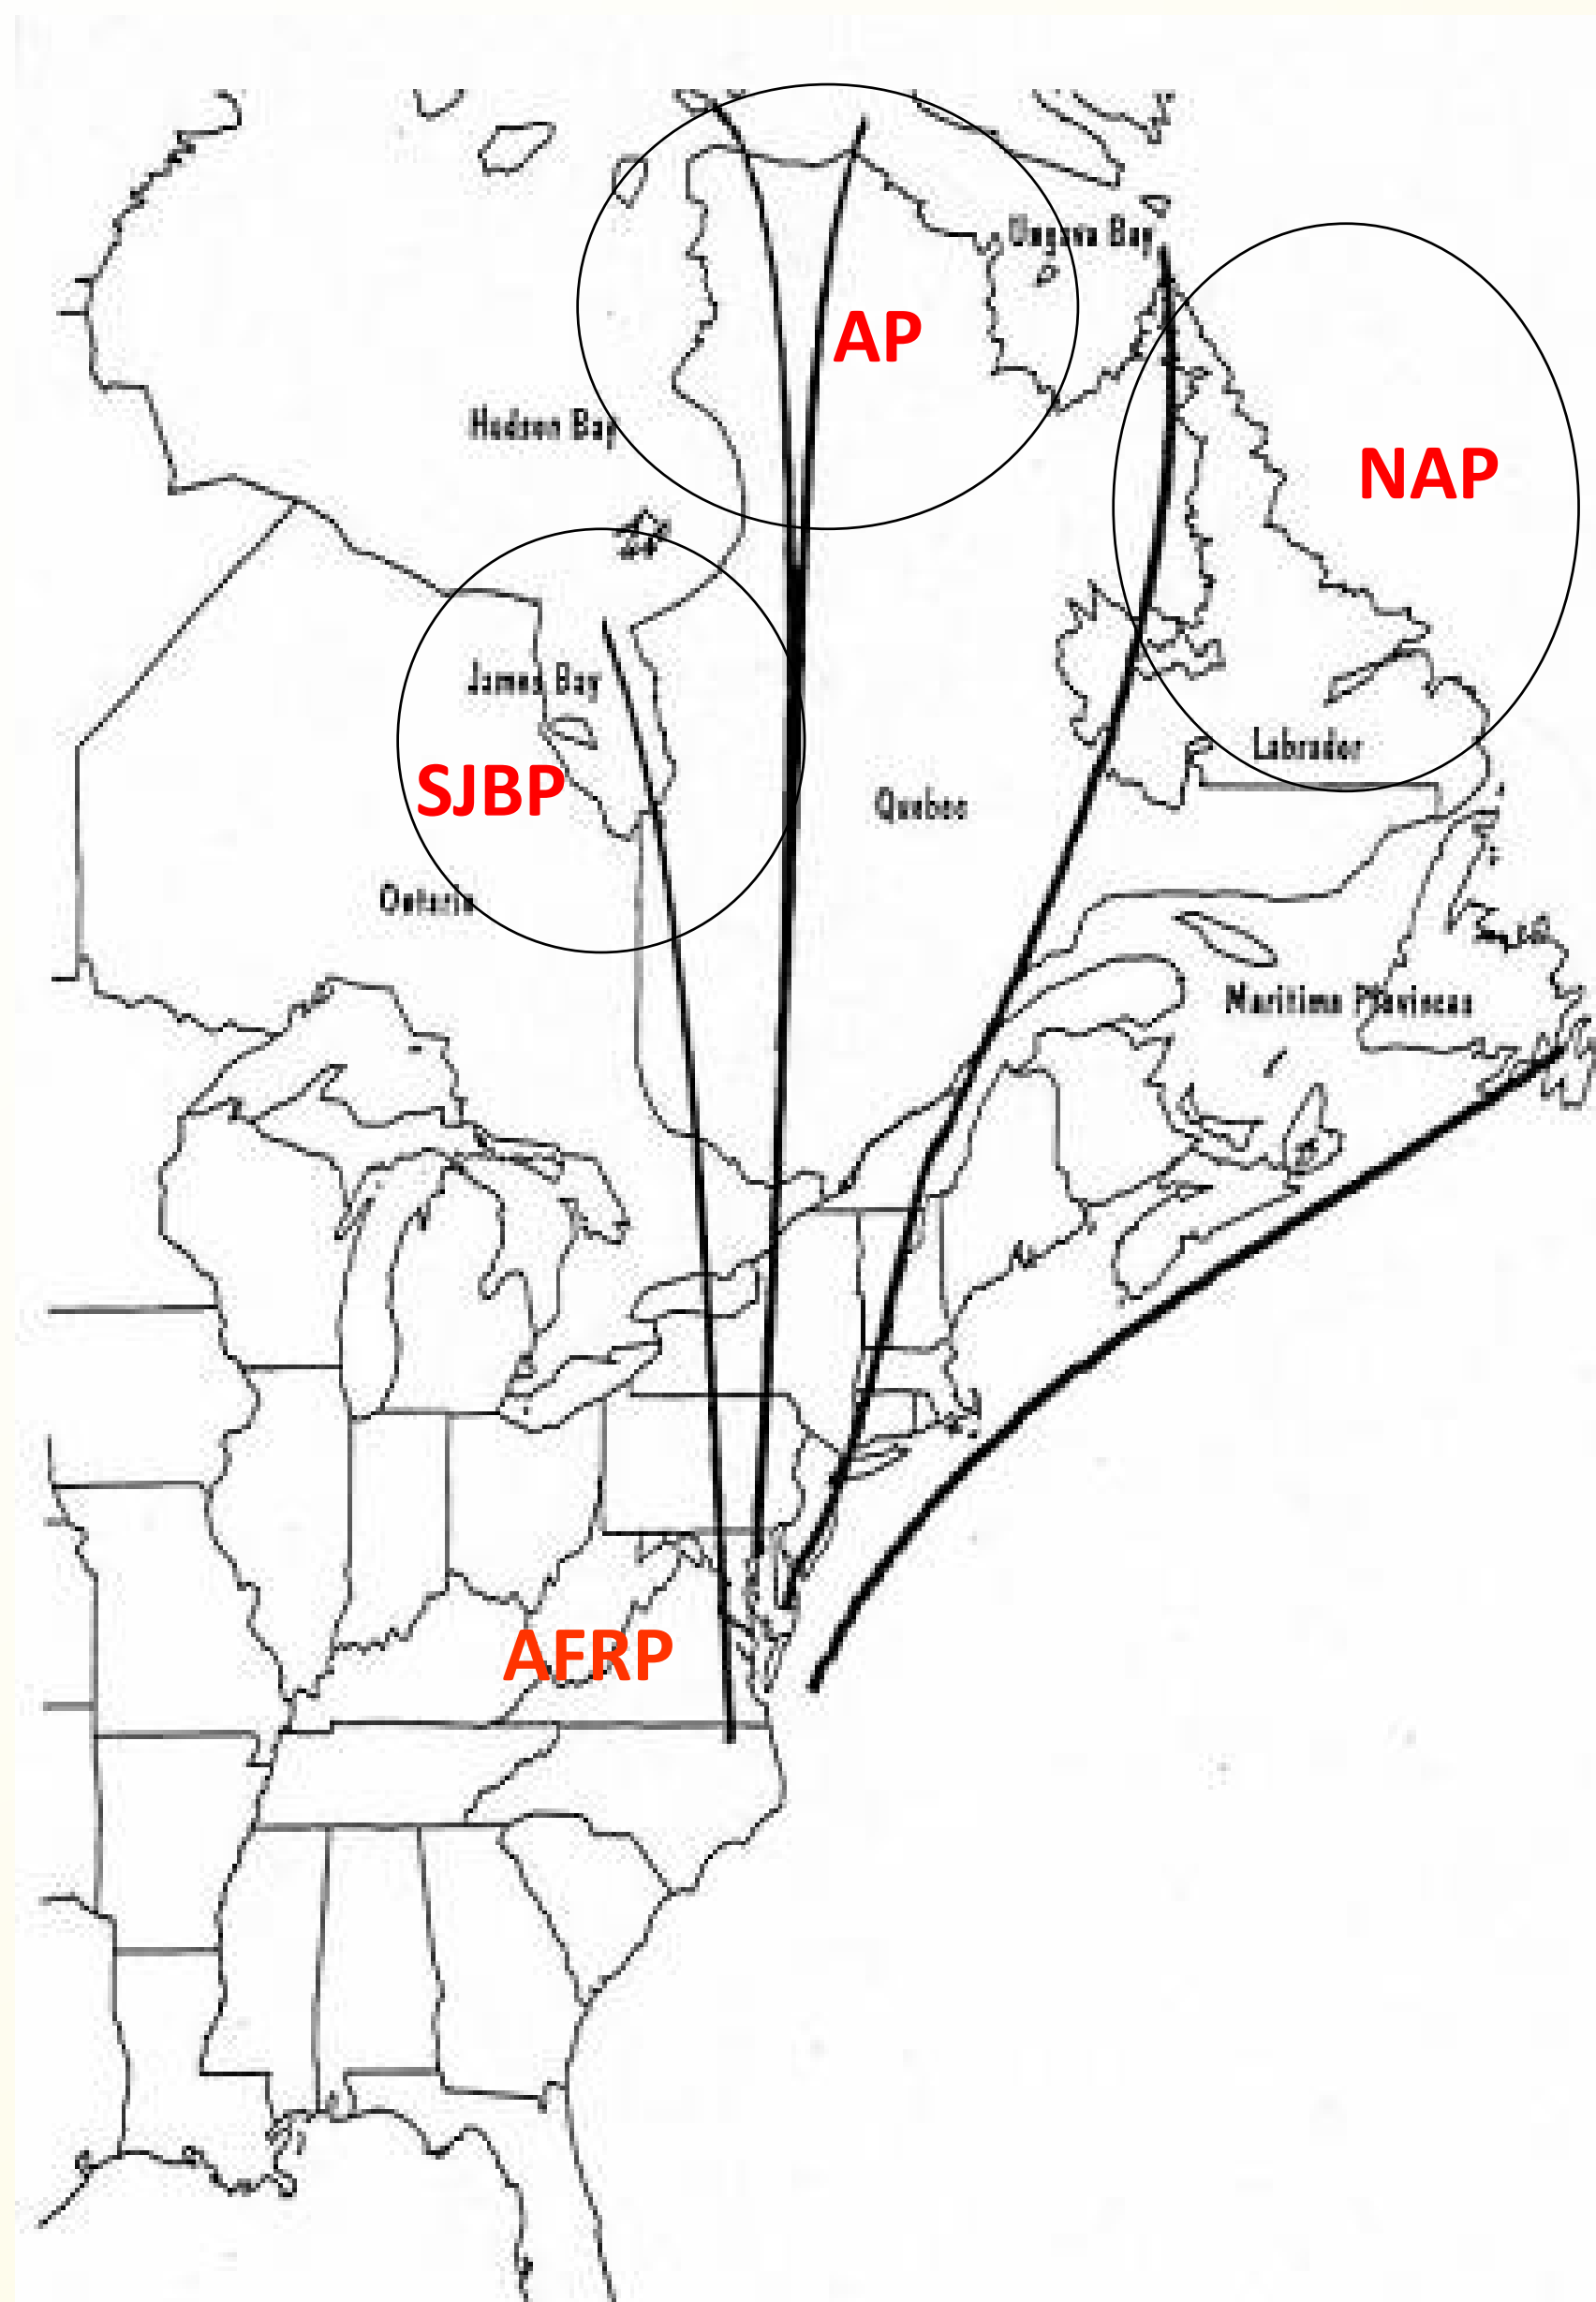 Ungava Bay
AP
Hudson Bay
NAP
James Bay
SJBP
Labrador
Quebec
Ontario
Maritime Provinces
AFRP